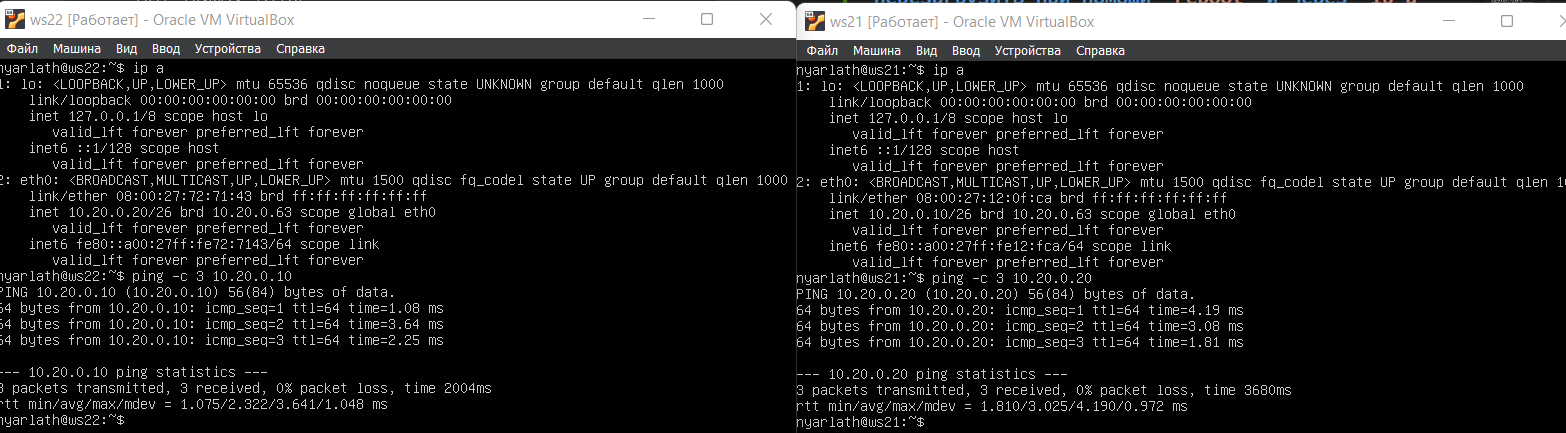 ws22 [Работает] - Oracle VM VirtualBox
Файл Машина Вид Ввод Устройства Справка
nyarlath@ws22:~$ ip a
1: lo: <LOOPBACK,UP,LOWER_UP> mtu 65536 qdisc noqueue state UNKNOWN group default qlen 1000
link/loopback 00:00:00:00:00:00 brd 00:00:00:00:00:00
inet 127.0.0.1/8 scope host lo
valid_lft forever preferred_lft forever
inet6 ::1/128 scope host
valid_lft forever preferred_lft forever
2: eth0: <BROADCAST,MULTICAST,UP,LOWER_UP> mtu 1500 qdisc fq_codel state UP group default qlen 1000
link/ether 08:00:27:72:71:43 brd ff:ff:ff:ff:ff:ff
inet 10.20.0.20/26 brd 10.20.0.63 scope global eth0
valid_lft forever preferred_lft forever
inet6 fe80::a00:27ff:fe72:7143/64 scope link
valid_lft forever preferred_lft forever
nyarlath@ws22:~$ ping -c 3 10.20.0.10
PING 10.20.0.10 (10.20.0.10) 56(84) bytes of data.
64 bytes from 10.20.0.10: icmp_seq=1 ttl=64 time=1.08 ms
64 bytes from 10.20.0.10: icmp_seq=2 ttl=64 time=3.64 ms
64 bytes from 10.20.0.10: icmp_seq=3 ttl=64 time=2.25 ms
--- 10.20.0.10 ping statistics ---
3 packets transmitted, 3 received, 0% packet loss, time 2004ms
rtt min/avg/max/mdev = 1.075/2.322/3.641/1.048 ms
nyarlath@ws22:~$
ws21 [Работает] - Oracle VM VirtualBox
Файл Машина Вид Ввод Устройства Справка
nyarlath@ws21:~$ ip a
1: lo: <LOOPBACK,UP,LOWER_UP> mtu 65536 qdisc noqueue state UNKNOWN group default qlen 1000
link/loopback 00:00:00:00:00:00 brd 00:00:00:00:00:00
inet 127.0.0.1/8 scope host lo
valid_lft forever preferred_lft forever
inet6 ::1/128 scope host
valid_lft forever preferred_lft forever
2: eth0: <BROADCAST,MULTICAST,UP,LOWER_UP> mtu 1500 qdisc fq_codel state UP group default qlen 10
link/ether 08:00:27:12:0f:ca brd ff:ff:ff:ff:ff:ff
inet 10.20.0.10/26 brd 10.20.0.63 scope global eth0
valid_lft forever preferred_lft forever
inet6 fe80::a00:27ff:fe12:fca/64 scope link
valid_lft forever preferred_lft forever
nyarlath@ws21:~$ ping -c 3 10.20.0.20
PING 10.20.0.20 (10.20.0.20) 56(84) bytes of data.
64 bytes from 10.20.0.20: icmp_seq=1 ttl=64 time=4.19 ms
64 bytes from 10.20.0.20: icmp_seq=2 ttl=64 time=3.08 ms
64 bytes from 10.20.0.20: icmp_seq=3 ttl=64 time=1.81 ms
--- 10.20.0.20 ping statistics ---
3 packets transmitted, 3 received, 0% packet loss, time 3680ms
rtt min/avg/max/mdev = 1.810/3.025/4.190/0.972 ms
nyarlath@ws21:~$